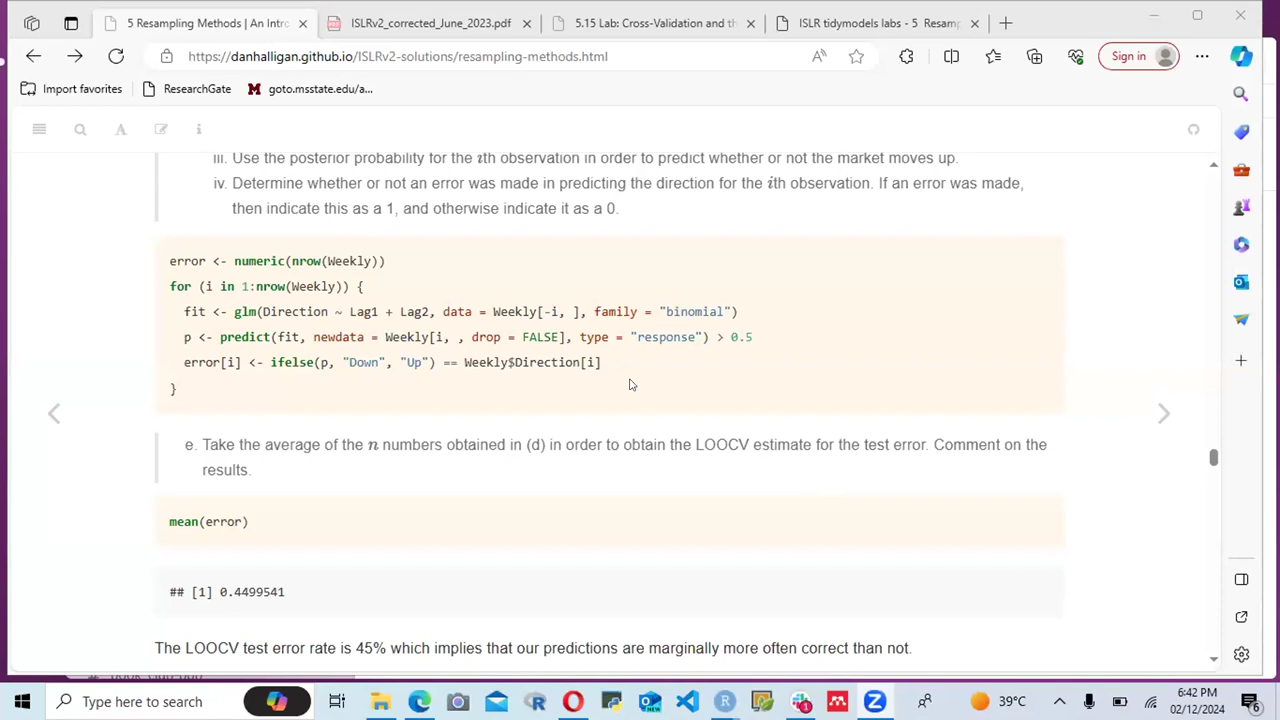 5 Resampling Methods | An Intro
ISLRv2_corrected_June_2023.pdf
5.15 Lab: Cross-Validation and th
ISLR tidymodels labs - 5 Resamp
https://danhalligan.github.io/ISLRv2-solutions/resampling-methods.html
Sign in
Import favorites
ResearchGate
goto.msstate.edu/a...
iii. Use the posterior probability for the ith observation in order to predict whether or not the market moves up.
iv. Determine whether or not an error was made in predicting the direction for the ith observation. If an error was made,
then indicate this as a 1, and otherwise indicate it as a 0.
error <- numeric(nrow(Weekly))
for (i in 1:nrow(Weekly)) {
fit <- glm(Direction ~ Lag1 + Lag2, data = Weekly[-i, ], family = "binomial")
p <- predict(fit, newdata = Weekly[i, , drop = FALSE], type = "response") > 0.5
error[i] <- ifelse(p, "Down", "Up") == Weekly$Direction[i]
}
e. Take the average of the n numbers obtained in (d) in order to obtain the LOOCV estimate for the test error. Comment on the
results.
mean(error)
## [1] 0.4499541
The LOOCV test error rate is 45% which implies that our predictions are marginally more often correct than not.
Type here to search
39°C
6:42 PM
02/12/2024
6